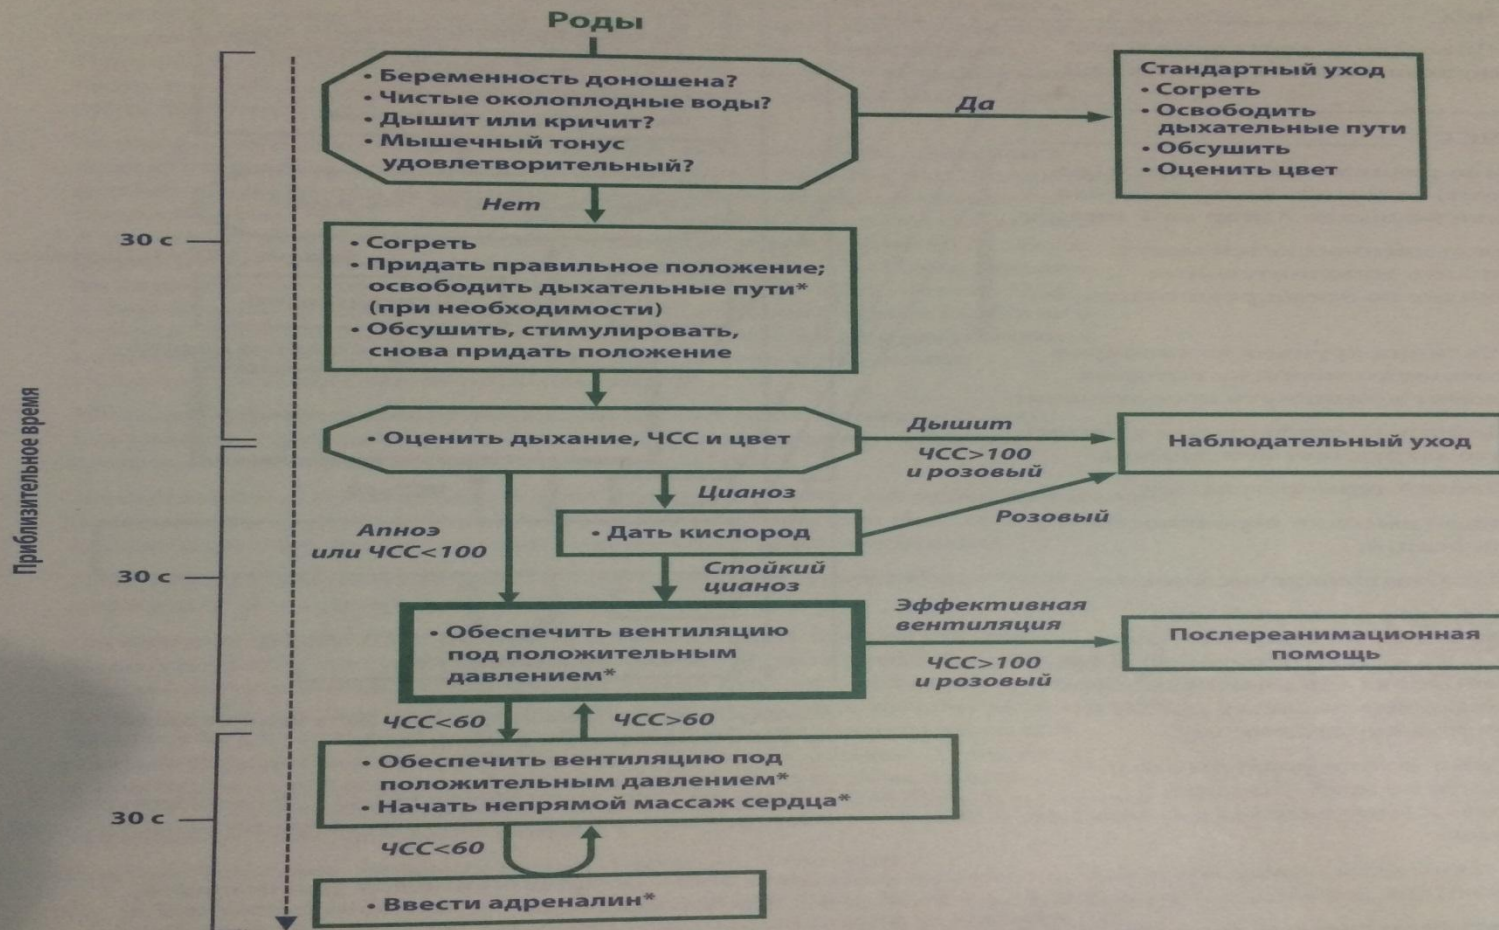 Роды
• Беременность доношена?
• Чистые околоплодные воды?
• Дышит или кричит?
• Мышечный тонус
удовлетворительный?
Да
Стандартный уход
• Согреть
• Освободить
дыхательные пути
• Обсушить
• Оценить цвет
Нет
30 с
• Согреть
• Придать правильное положение;
освободить дыхательные пути*
(при необходимости)
• Обсушить, стимулировать,
снова придать положение
Приблизительное время
• Оценить дыхание, ЧСС и цвет
Дышит
ЧСС>100
и розовый
Наблюдательный уход
Цианоз
Апноэ
или ЧСС<100
• Дать кислород
Розовый
30 с
Стойкий
цианоз
• Обеспечить вентиляцию
под положительным
давлением*
Эффективная
вентиляция
ЧСС>100
и розовый
Послереанимационная
помощь
ЧСС<60
ЧСС>60
30 с
• Обеспечить вентиляцию под
положительным давлением*
• Начать непрямой массаж сердца*
ЧСС<60
• Ввести адреналин*